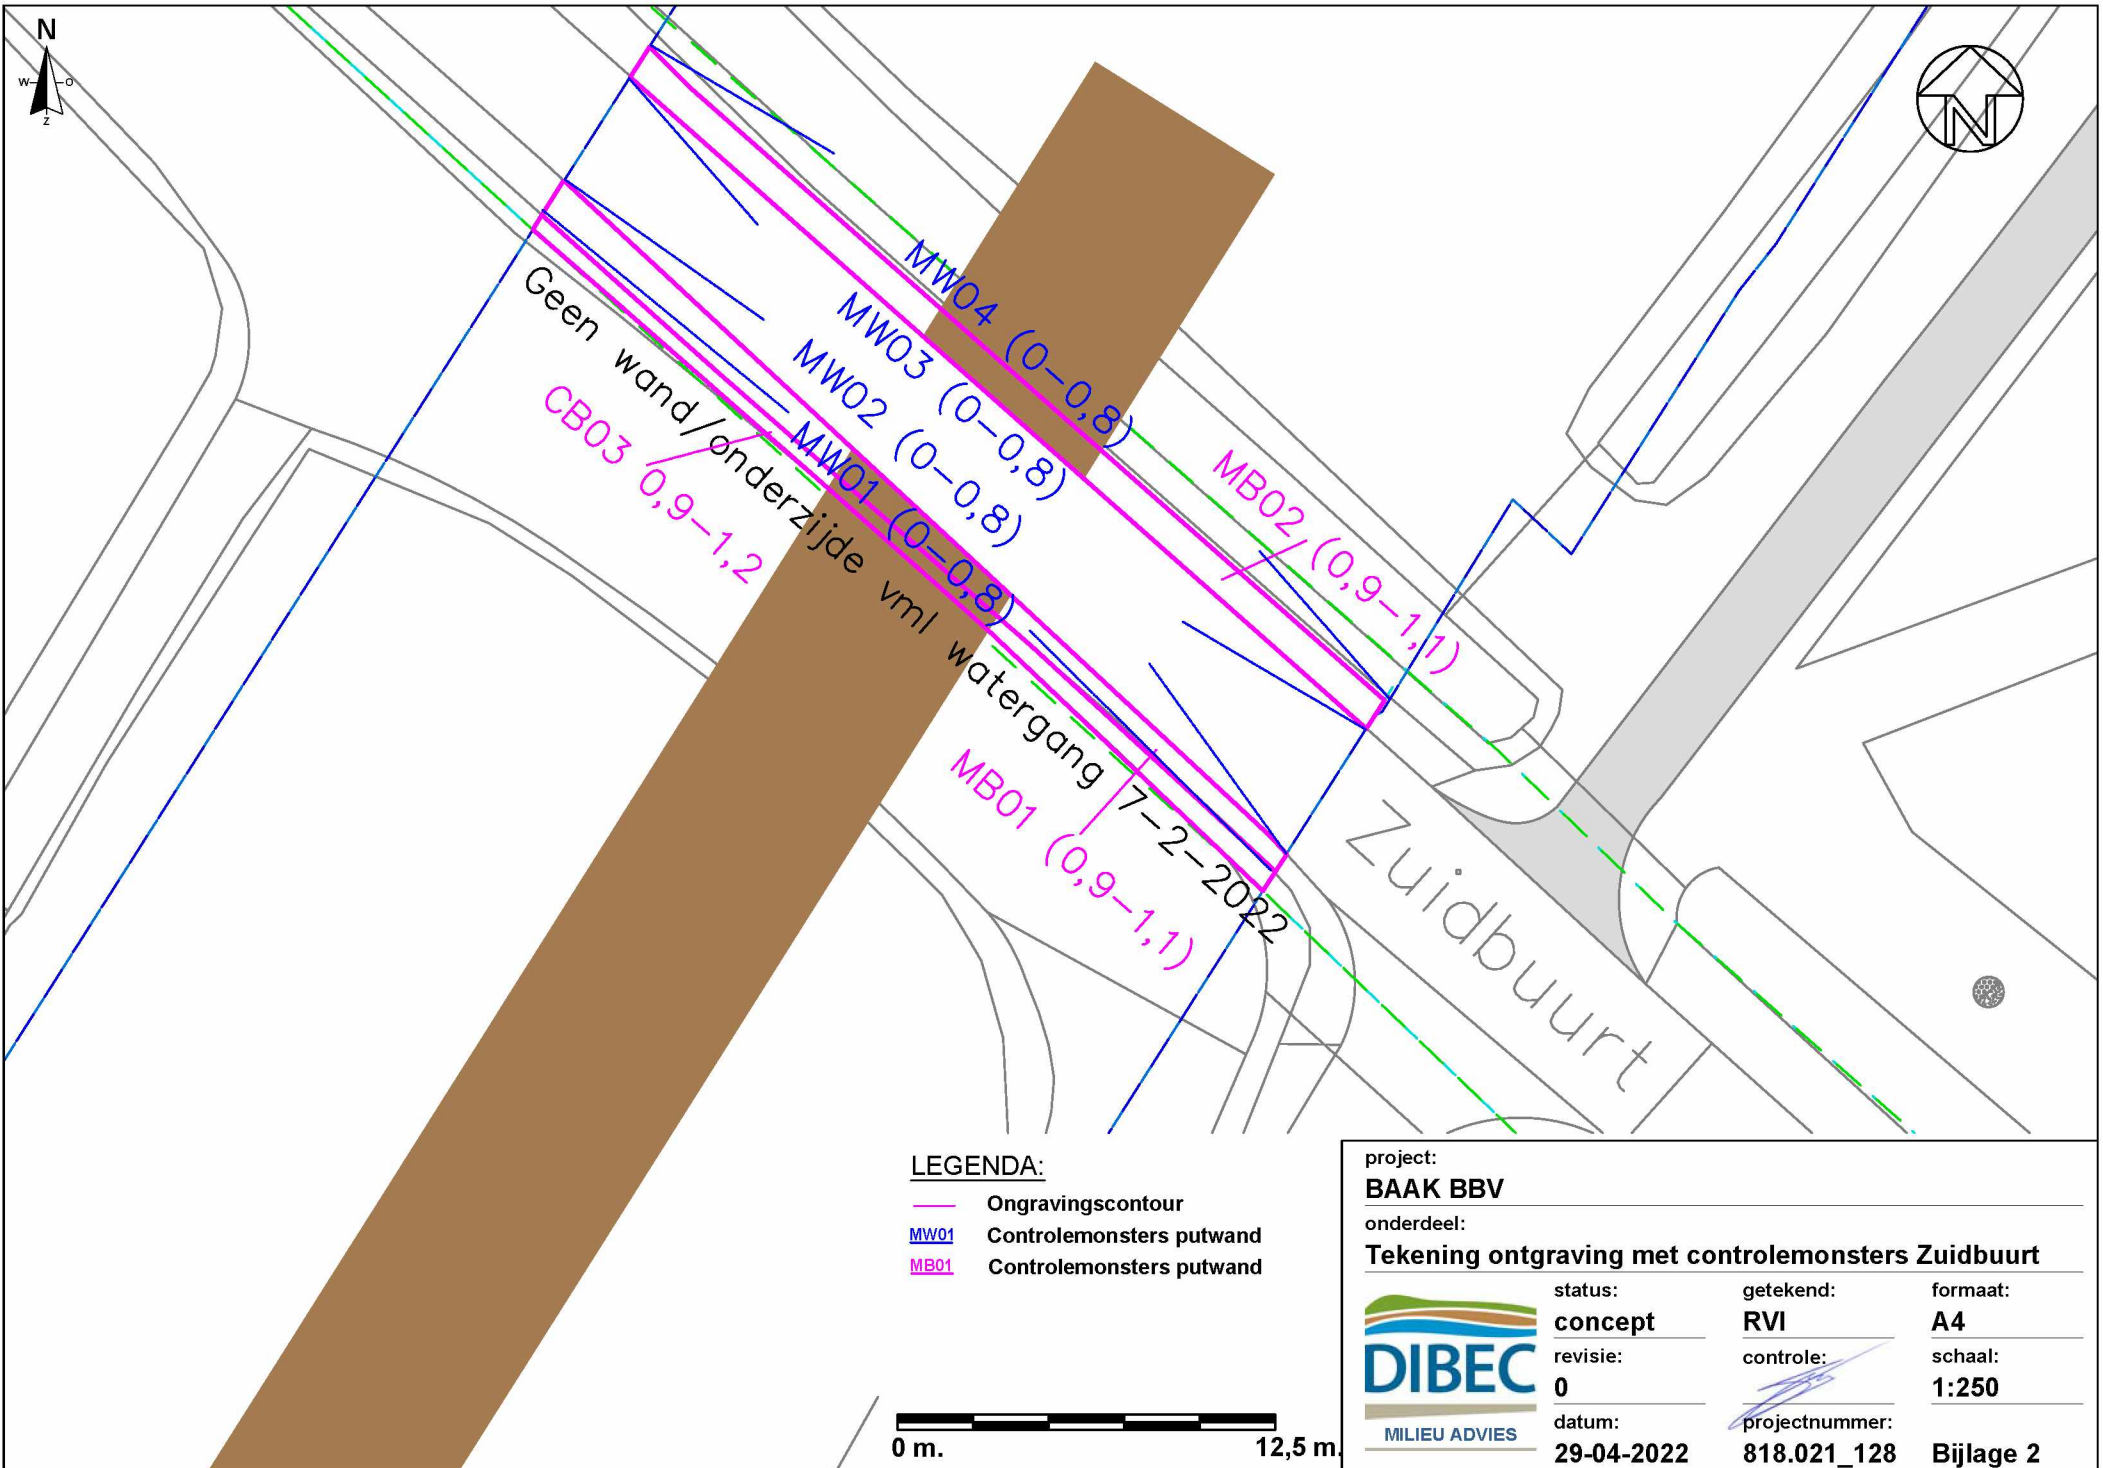 N
W
O
Z
N
MW04 (0-0,8)
MW03 (0-0,8)
MW02 (0-0,8)
MW01 (0-0,8)
Geen wand/onderzijde vml watergang 7-2-2022
CB03 0,9-1,2
MB02 (0,9-1,1)
MB01 (0,9-1,1)
Zuidbuurt
LEGENDA:
Ongravingscontour
MW01 Controlemonsters putwand
MB01 Controlemonsters putwand
0 m. 12,5 m.
project:
BAAK BBV
onderdeel:
Tekening ontgraving met controlemonsters Zuidbuurt
DIBEC
MILIEU ADVIES
status: getekend: formaat:
concept RVI A4
revisie: controle: schaal:
0 1:250
datum: projectnummer:
29-04-2022 818.021_128 Bijlage 2